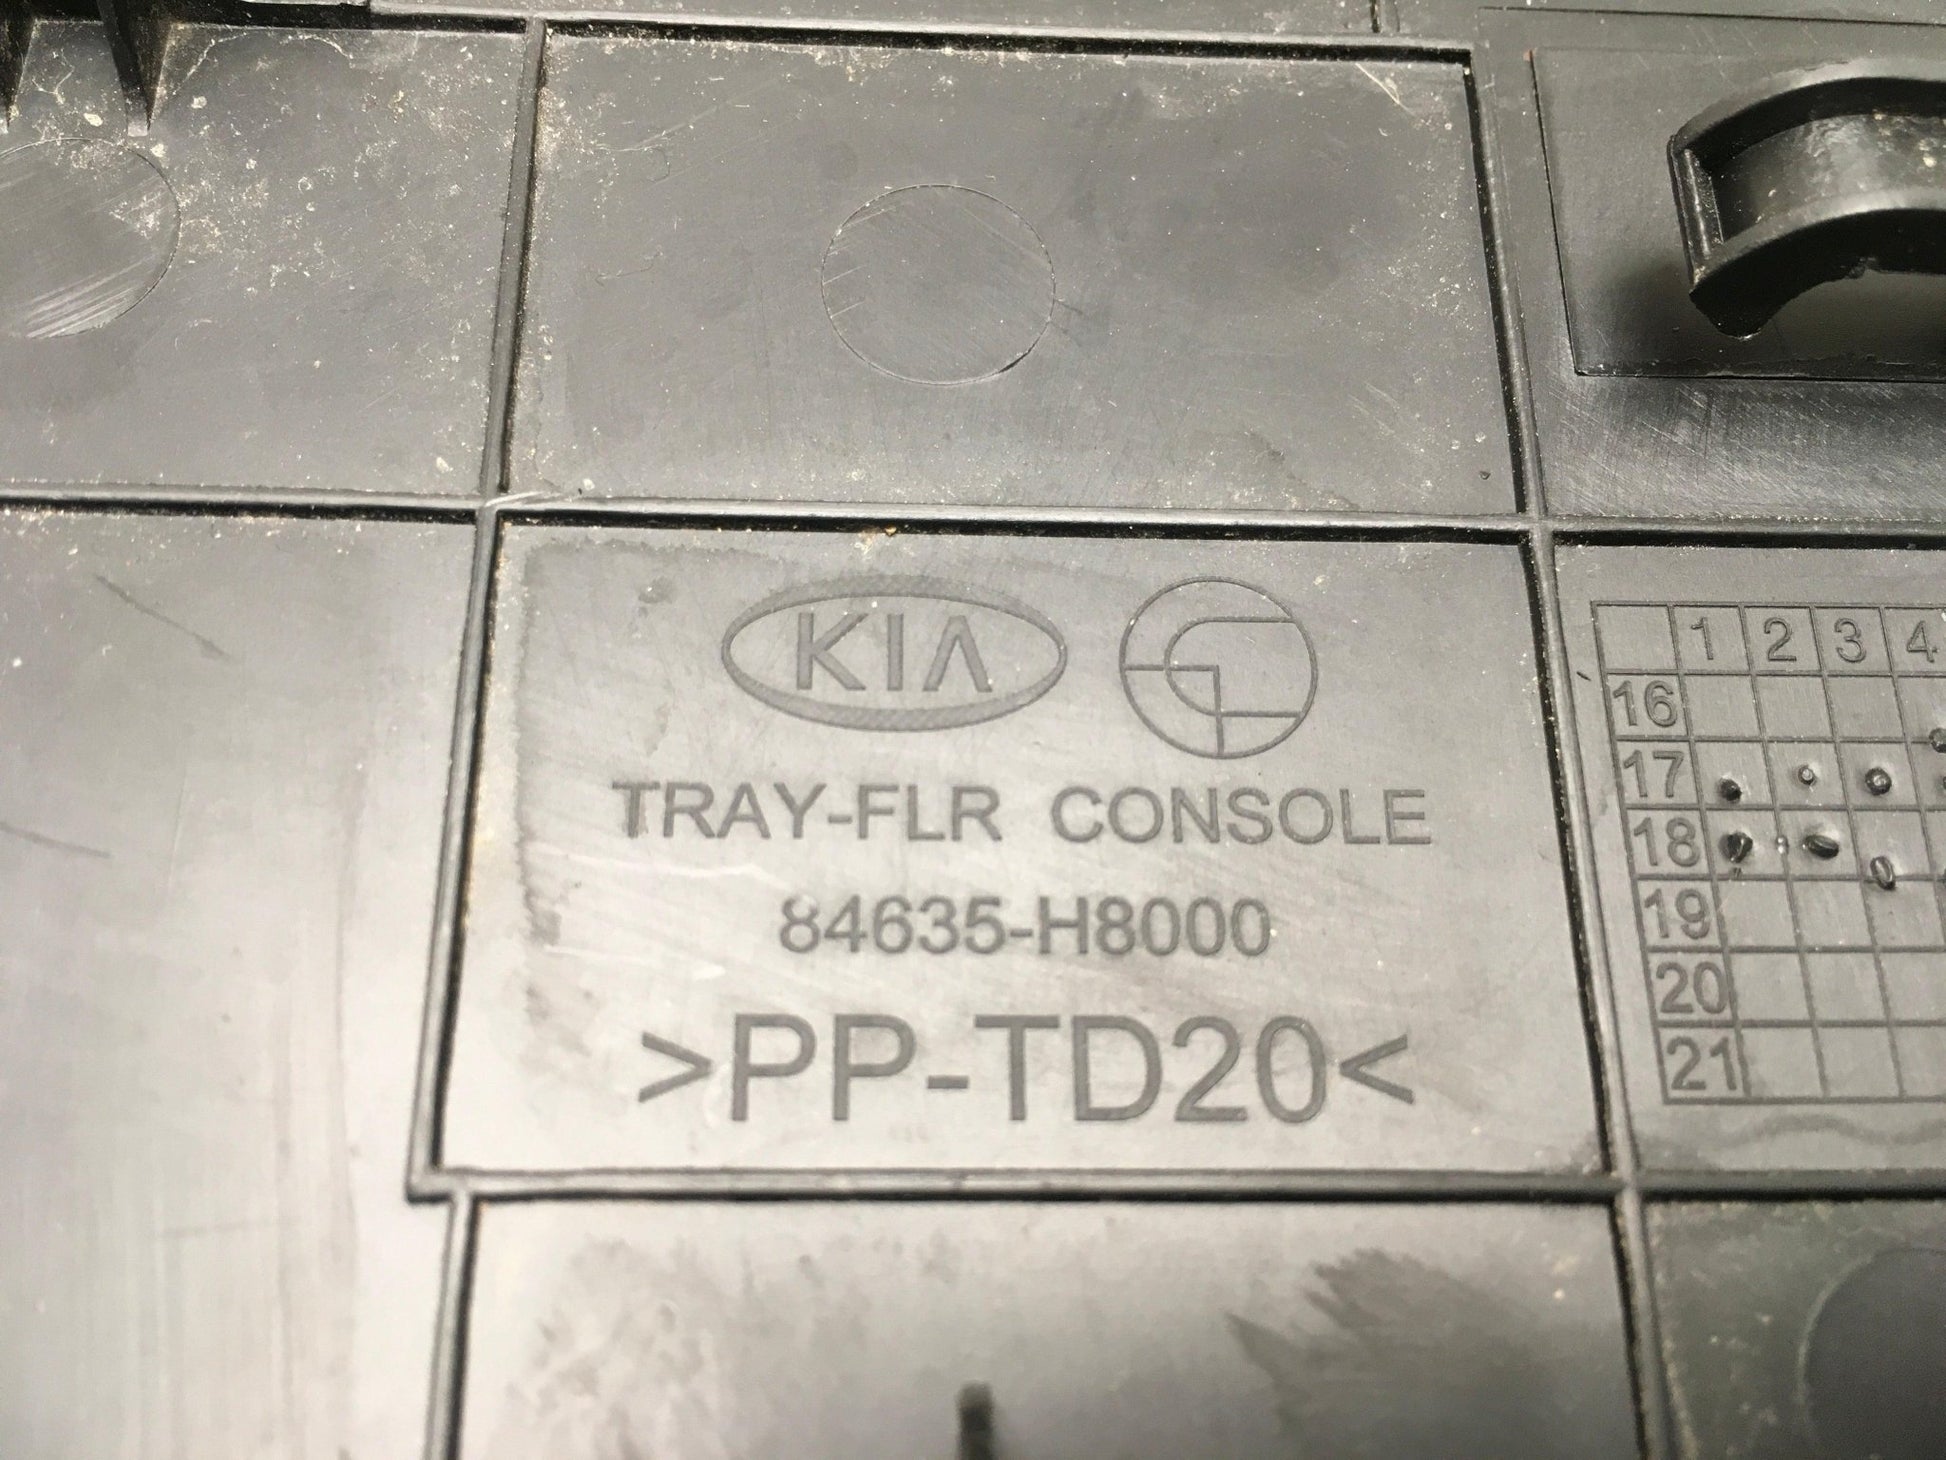 KIA
TRAY-FLR CONSOLE
84635-H8000
>PP-TD20<
1 2 3 4
16
17
18
19
20
21